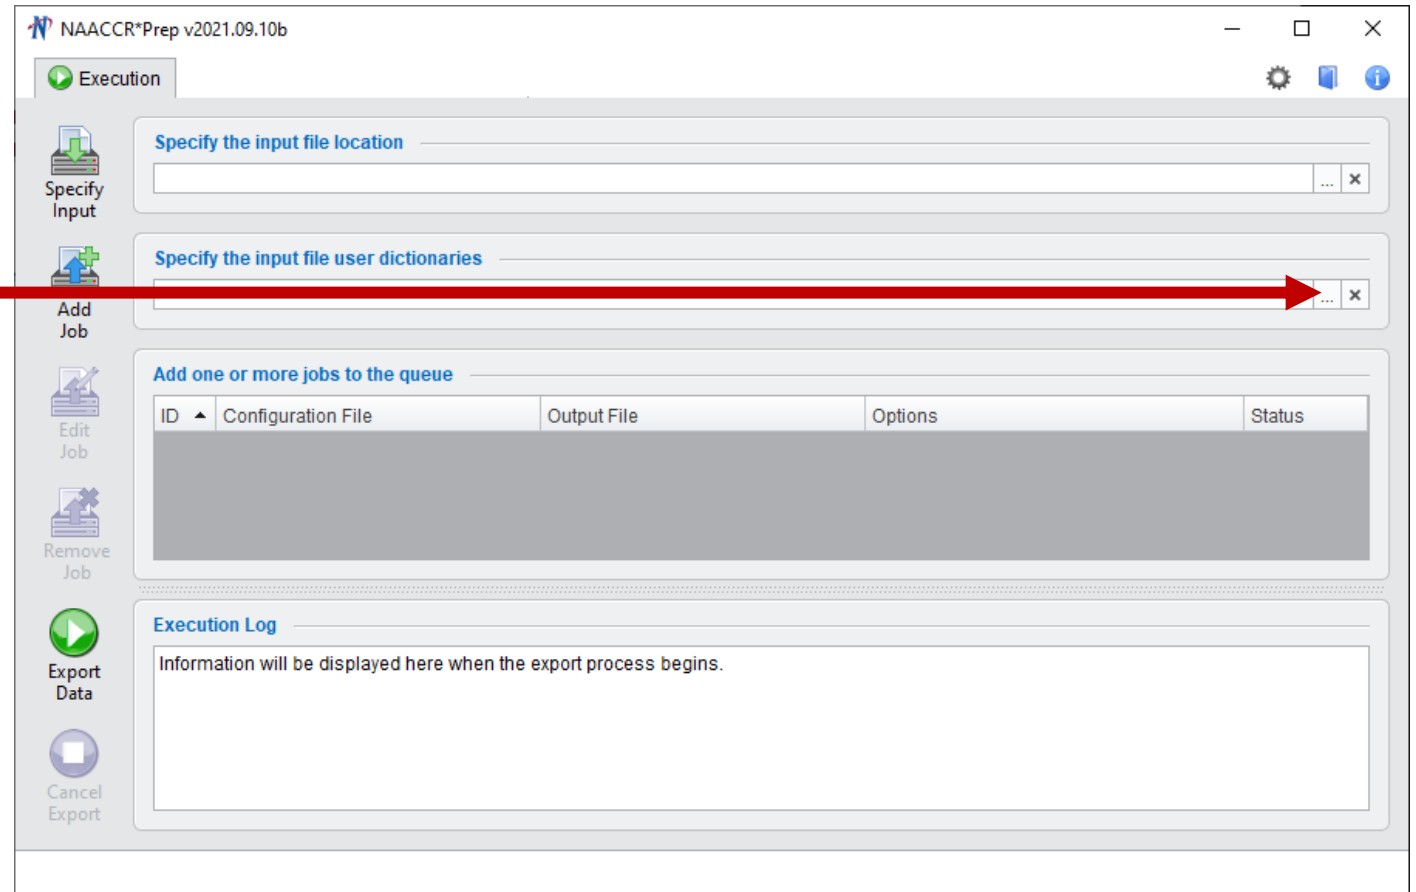 NAACCR*Prep v2021.09.10b
Execution
Specify the input file location
...
Specify
Input
Specify the input file user dictionaries
...
Add
Job
Add one or more jobs to the queue
ID Configuration File Output File Options Status
Edit
Job
Remove
Job
Execution Log
Information will be displayed here when the export process begins.
Export
Data
Cancel
Export